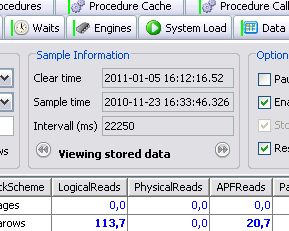 ocedures Procedure Cache Procedure Call
Waits Engines System Load Data
Sample Information Option
Clear time 2011-01-05 16:12:16.52 Pau
Sample time 2010-11-23 16:33:46.326 Ena
Intervall (ms) 22250 Sto
ws Viewing stored data Res
ckScheme LogicalReads PhysicalReads APFReads Pa
ages 0,0 0,0 0,0
arows 113,7 0,0 20,7